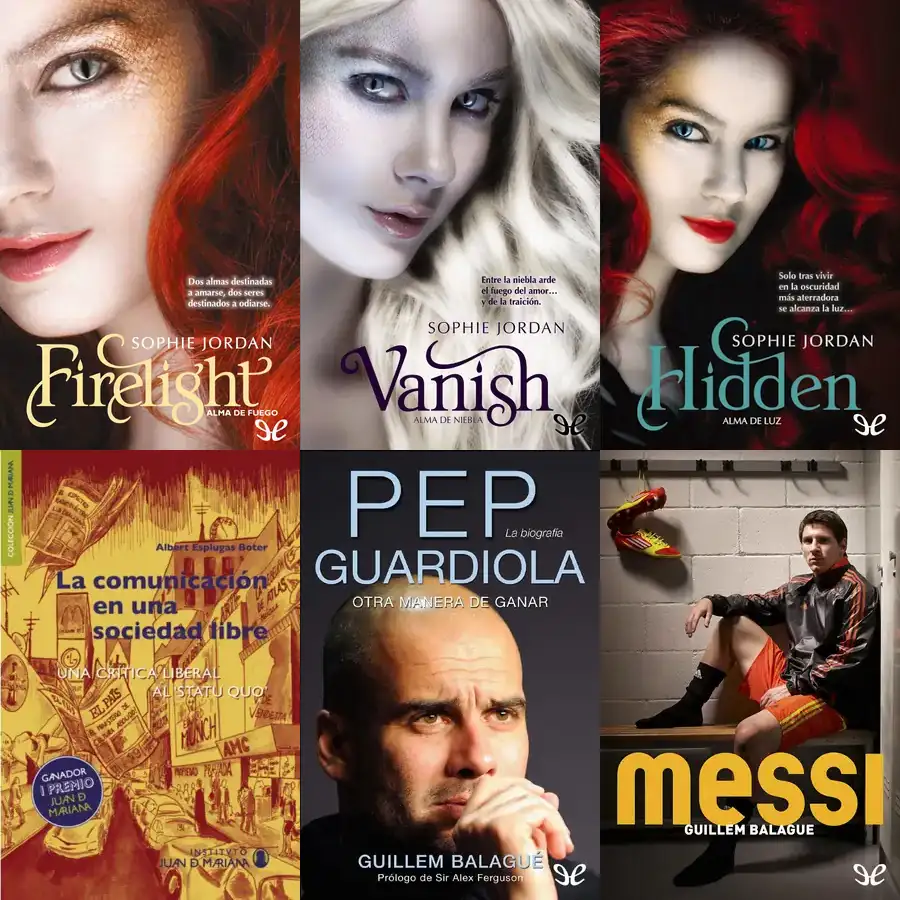 Dos almas destinadas
a amarse, dos seres
destinados a odiarse.
SOPHIE JORDAN
Firelight
ALMA DE FUEGO
Entre la niebla arde
el fuego del amor...
y de la traición.
SOPHIE JORDAN
Vanish
ALMA DE NIEBLA
Solo tras vivir
en la oscuridad
más aterradora
se alcanza la luz...
SOPHIE JORDAN
Hidden
ALMA DE LUZ
COLECCIÓN JUAN DE MARIANA
Albert Esplugas Boter
La comunicación
en una
sociedad libre
UNA CRÍTICA LIBERAL
AL 'STATU QUO'
EL PAÍS
AMC
GANADOR
I PREMIO
JUAN DE
MARIANA
INSTITUTO
JUAN DE MARIANA
PEP
La biografía
GUARDIOLA
OTRA MANERA DE GANAR
GUILLEM BALAGUÉ
Prólogo de Sir Alex Ferguson
messi
GUILLEM BALAGUE